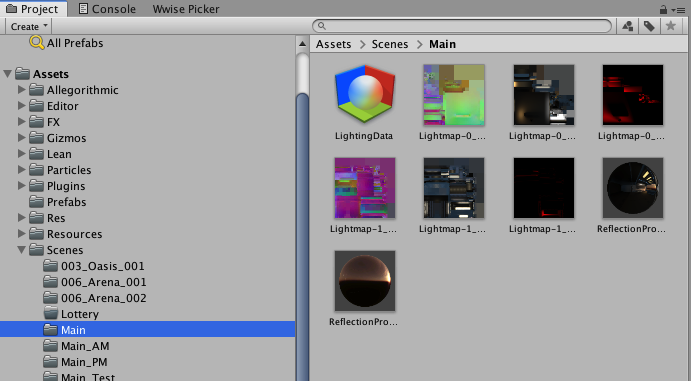 Project Console Wwise Picker
Create
All Prefabs
Assets
Allegorithmic
Editor
FX
Gizmos
Lean
Particles
Plugins
Prefabs
Res
Resources
Scenes
003_Oasis_001
006_Arena_001
006_Arena_002
Lottery
Main
Main_AM
Main_PM
Main_Test
Assets Scenes Main
LightingData Lightmap-0_... Lightmap-0_... Lightmap-0_...
Lightmap-1_... Lightmap-1_... Lightmap-1_... ReflectionPro...
ReflectionPro...